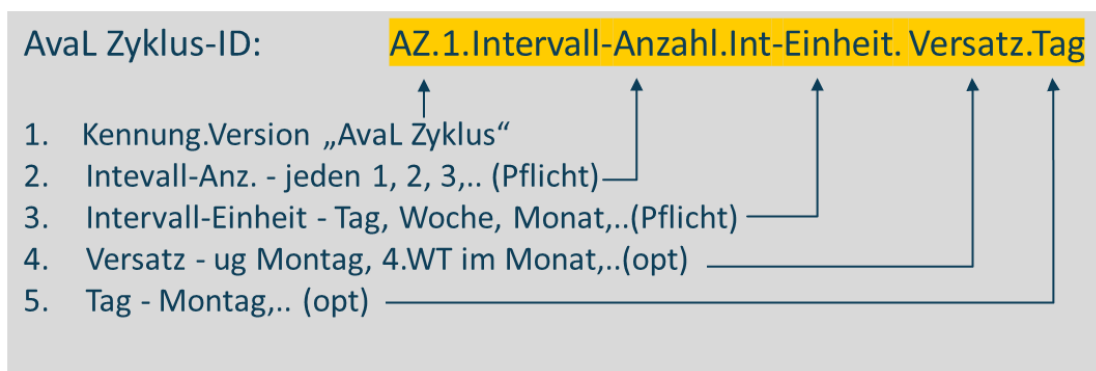 AvaL Zyklus-ID: AZ.1.Intervall-Anzahl.Int-Einheit. Versatz.Tag
1. Kennung.Version „AvaL Zyklus“
2. Intevall-Anz. - jeden 1, 2, 3,.. (Pflicht)
3. Intervall-Einheit - Tag, Woche, Monat,..(Pflicht)
4. Versatz - ug Montag, 4.WT im Monat,..(opt)
5. Tag - Montag,.. (opt)